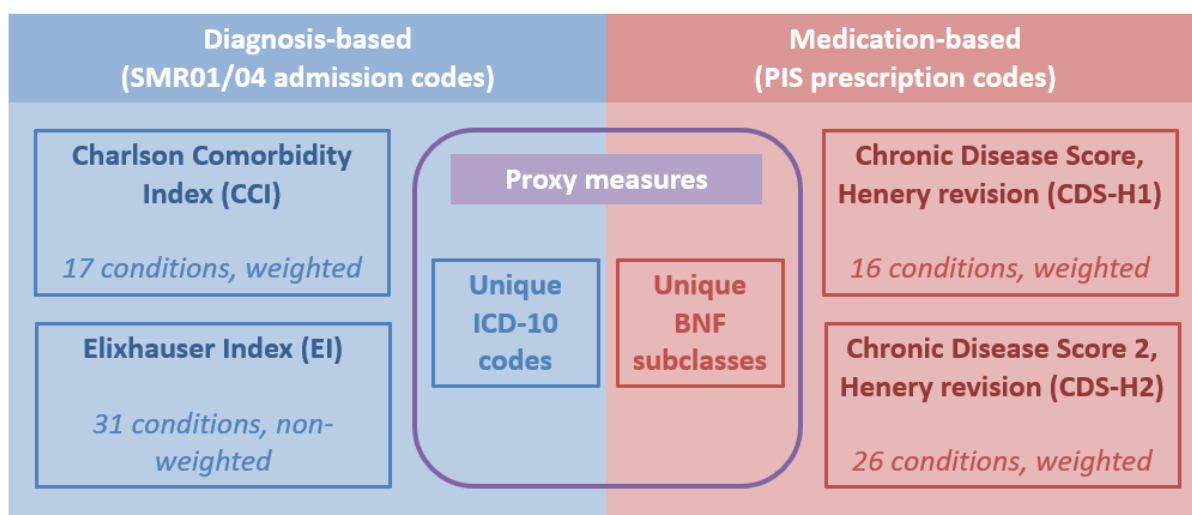 Diagnosis-based
(SMR01/04 admission codes)
Medication-based
(PIS prescription codes)
Charlson Comorbidity
Index (CCI)
17 conditions, weighted
Elixhauser Index (EI)
31 conditions, non-
weighted
Proxy measures
Unique
ICD-10
codes
Unique
BNF
subclasses
Chronic Disease Score,
Henery revision (CDS-H1)
16 conditions, weighted
Chronic Disease Score 2,
Henery revision (CDS-H2)
26 conditions, weighted